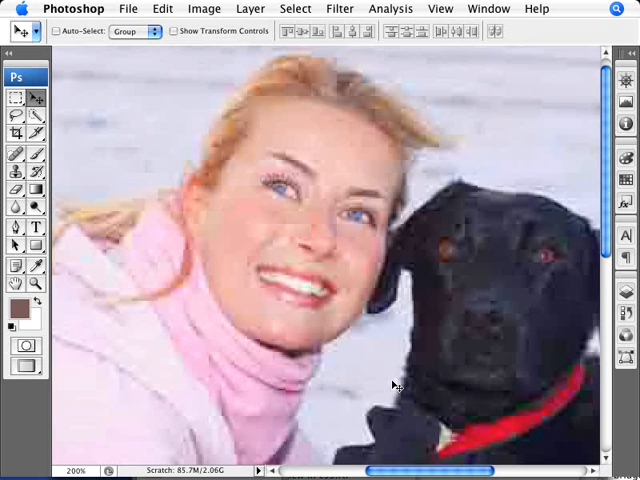 Photoshop File Edit Image Layer Select Filter Analysis View Window Help
Auto-Select: Group Show Transform Controls
Ps
T
A
200% Scratch: 85.7M/2.06G